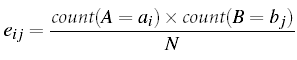 e_{ij} = \frac{count(A = a_i) \times count(B = b_j)}{N}